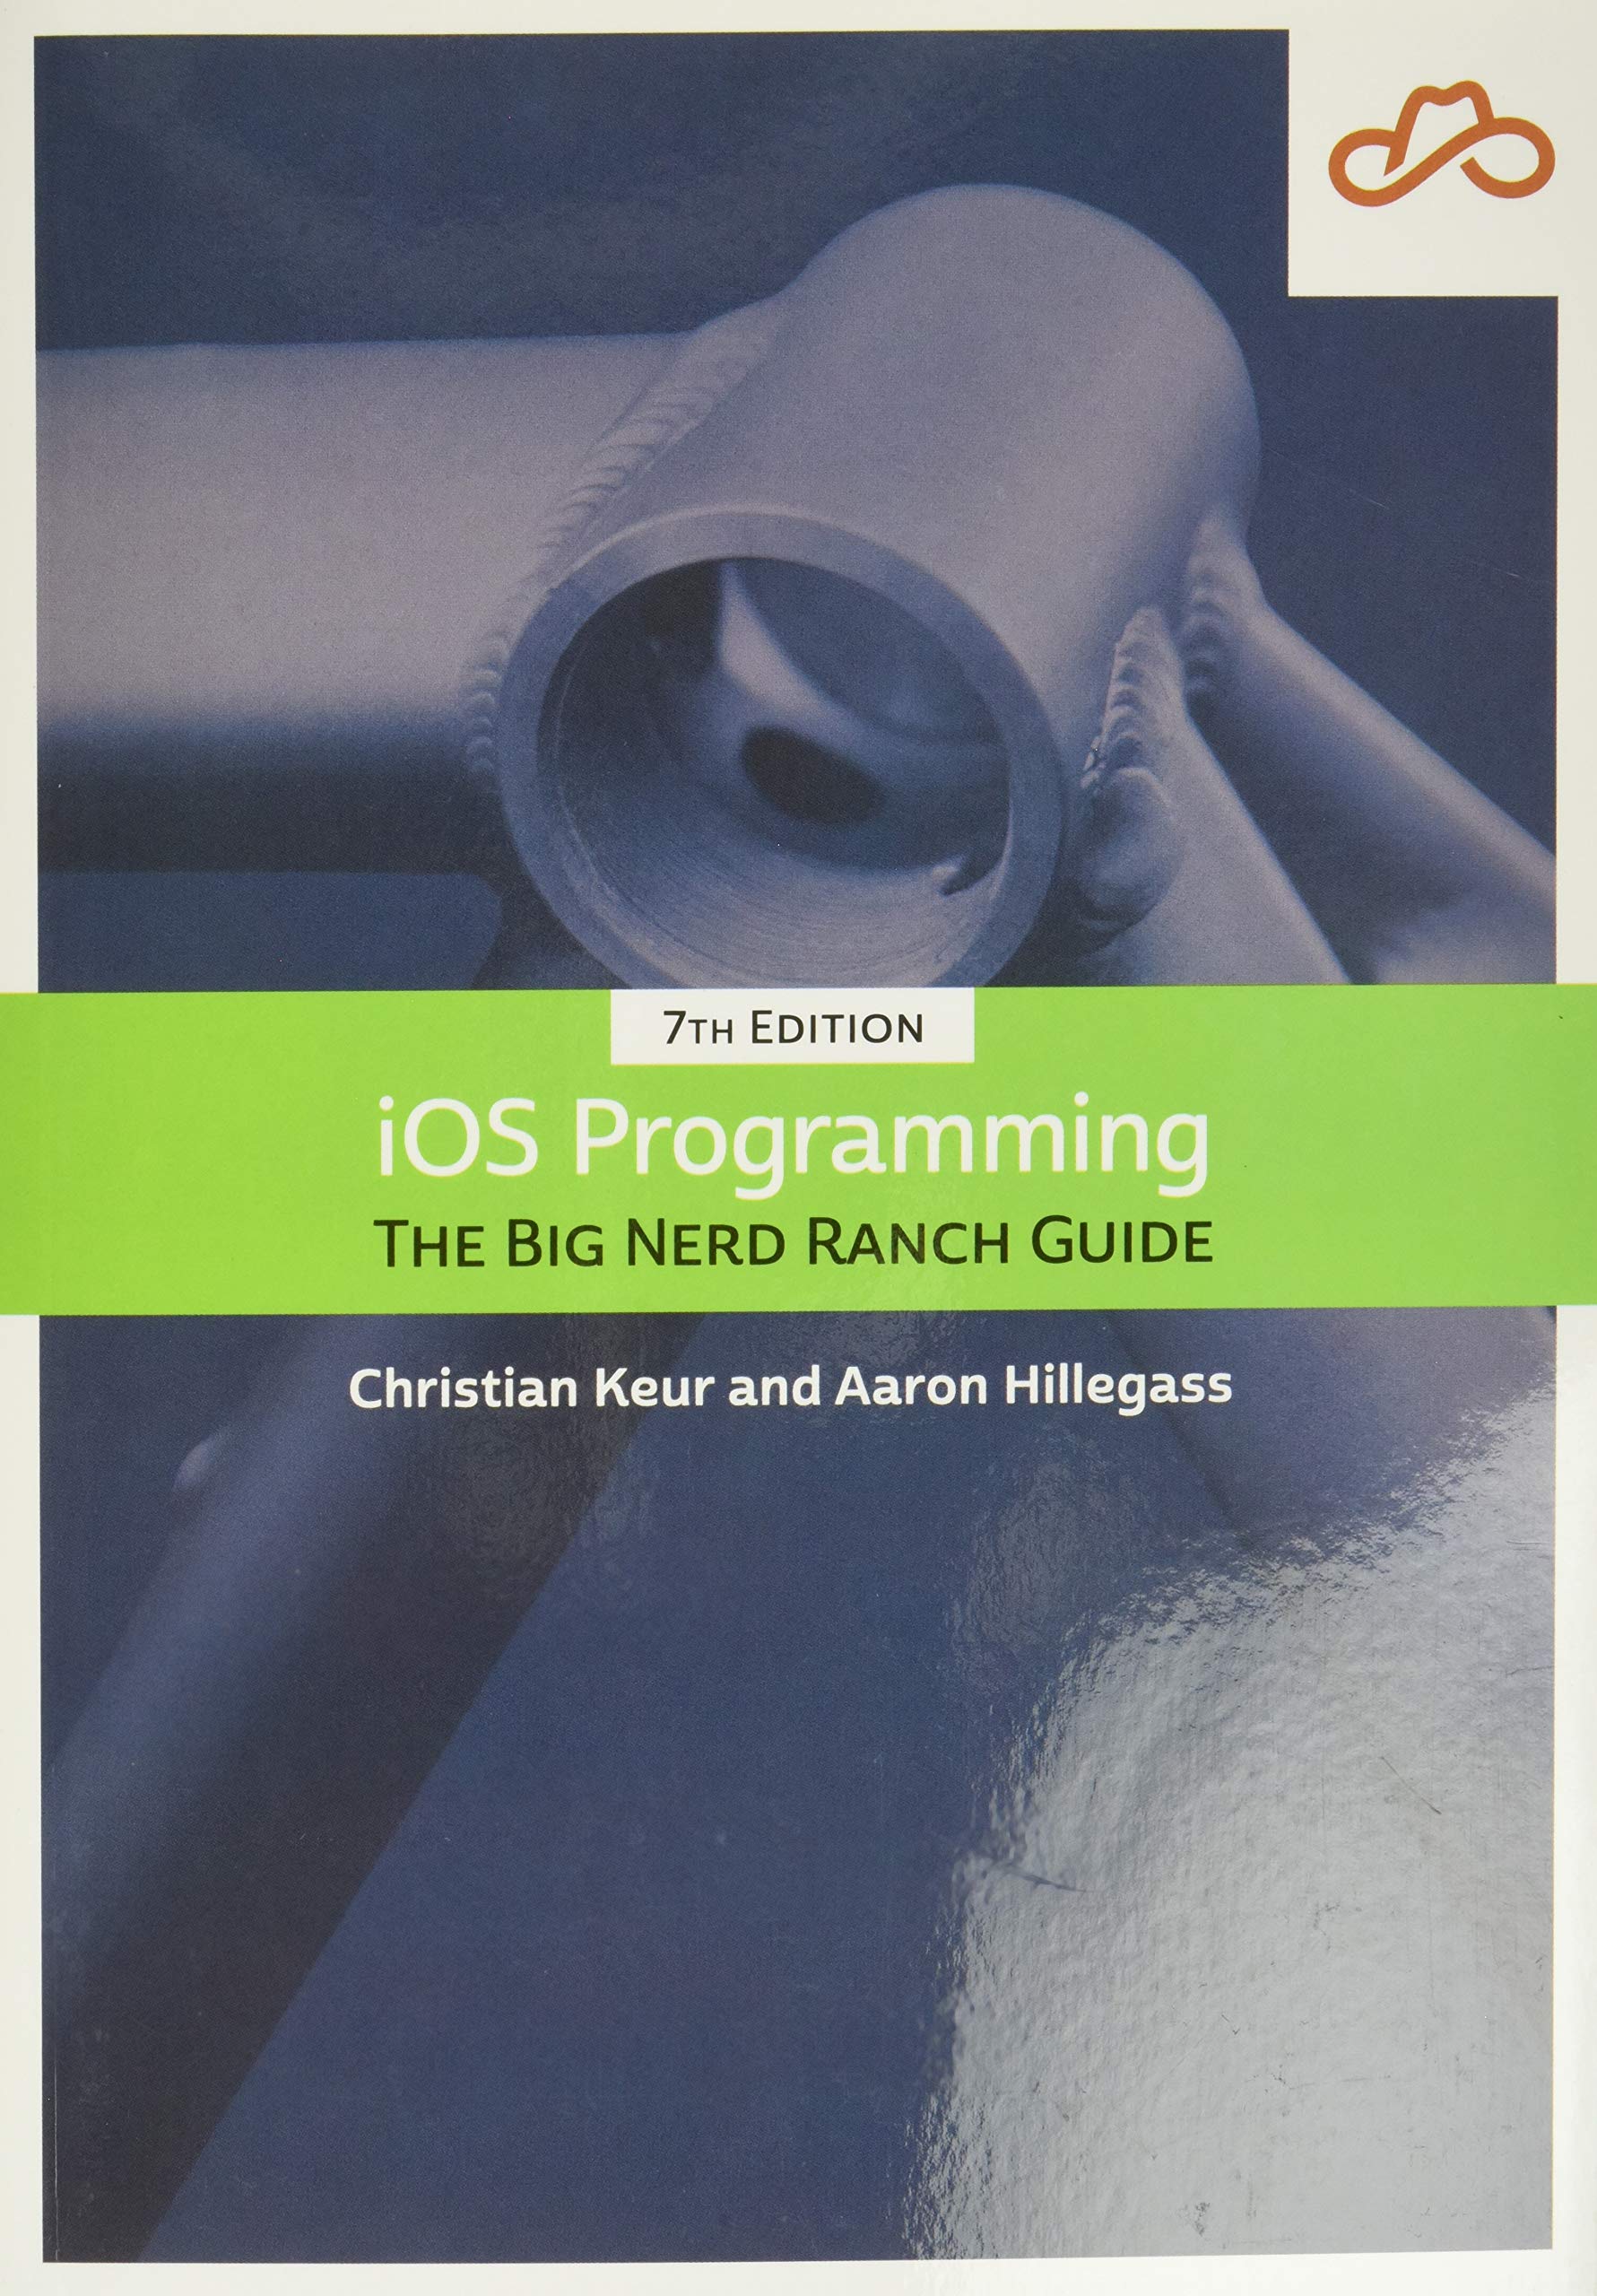 7TH EDITION
iOS Programming
THE BIG NERD RANCH GUIDE
Christian Keur and Aaron Hillegass